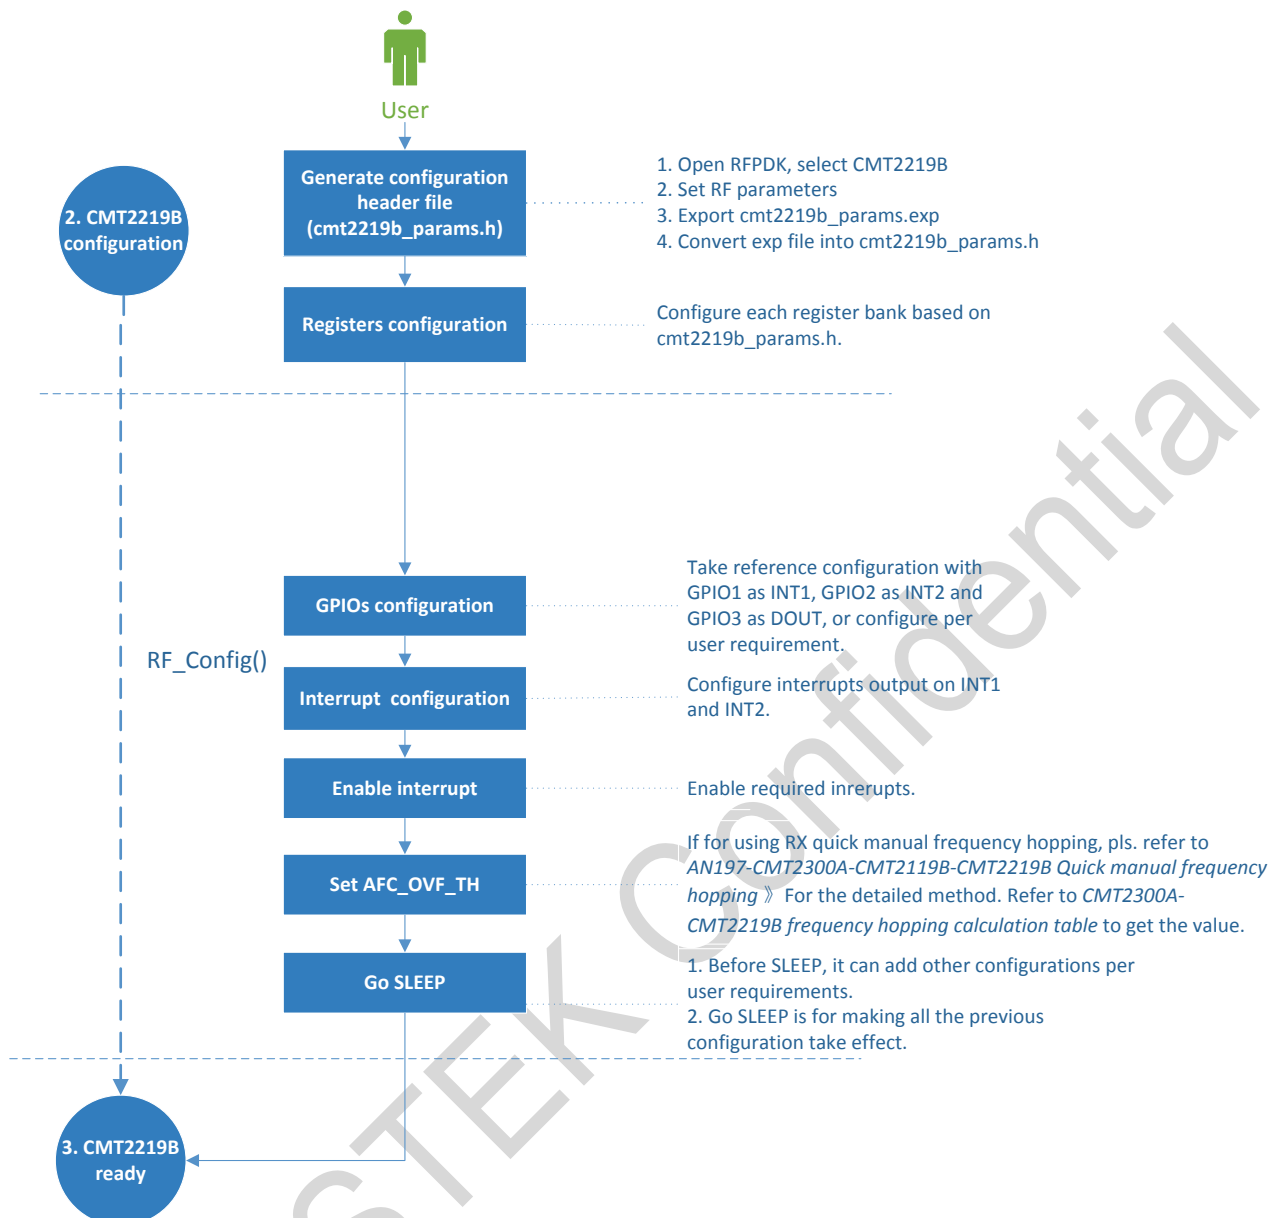 User
Generate configuration
header file
(cmt2219b_params.h)
1. Open RFPDK, select CMT2219B
2. Set RF parameters
3. Export cmt2219b_params.exp
4. Convert exp file into cmt2219b_params.h
2. CMT2219B
configuration
Registers configuration
Configure each register bank based on
cmt2219b_params.h.
GPIOs configuration
Take reference configuration with
GPIO1 as INT1, GPIO2 as INT2 and
GPIO3 as DOUT, or configure per
user requirement.
RF_Config()
Interrupt  configuration
Configure interrupts output on INT1
and INT2.
Enable interrupt
Enable required inrerupts.
Set AFC_OVF_TH
If for using RX quick manual frequency hopping, pls. refer to
AN197-CMT2300A-CMT2119B-CMT2219B Quick manual frequency
hopping 》 For the detailed method. Refer to CMT2300A-
CMT2219B frequency hopping calculation table to get the value.
Go SLEEP
1. Before SLEEP, it can add other configurations per
user requirements.
2. Go SLEEP is for making all the previous
configuration take effect.
3. CMT2219B
ready
STEK Confidential